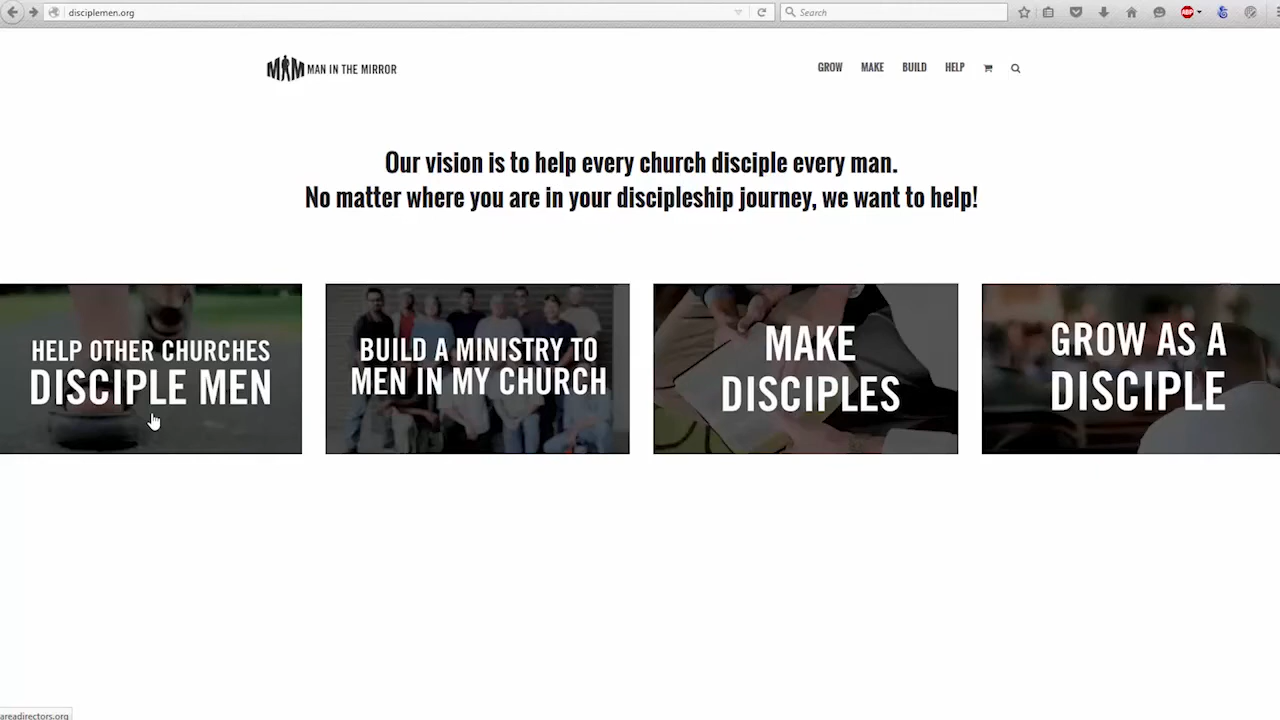 disciplemen.org
Search
ABP
MIM MAN IN THE MIRROR
GROW MAKE BUILD HELP
Our vision is to help every church disciple every man.
No matter where you are in your discipleship journey, we want to help!
HELP OTHER CHURCHES
DISCIPLE MEN
BUILD A MINISTRY TO
MEN IN MY CHURCH
MAKE
DISCIPLES
GROW AS A
DISCIPLE
areadirectors.org